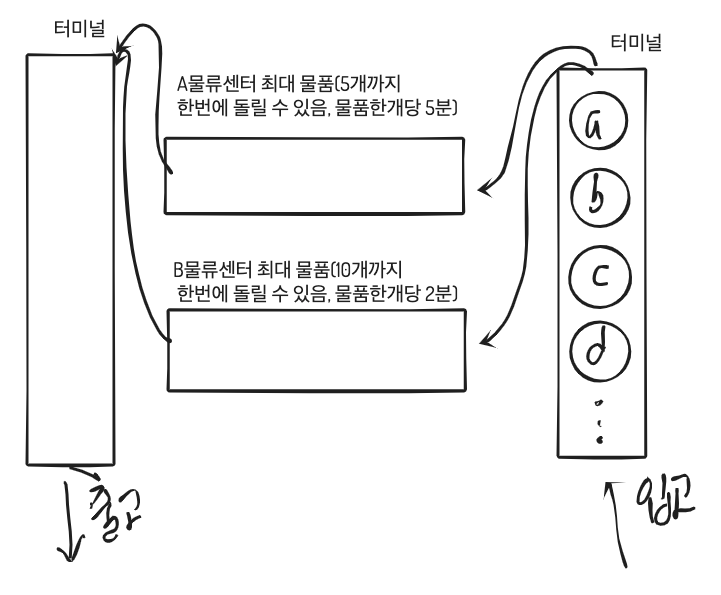 터미널
터미널
A물류센터 최대 물품(5개까지
한번에 돌릴 수 있음, 물품한개당 5분)
a
b
B물류센터 최대 물품(10개까지
한번에 돌릴 수 있음, 물품한개당 2분)
c
d
출고
입고